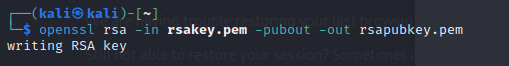 ┌──(kali㉿kali)-[~]
└─$ openssl rsa -in rsakey.pem -pubout -out rsapubkey.pem
writing RSA key